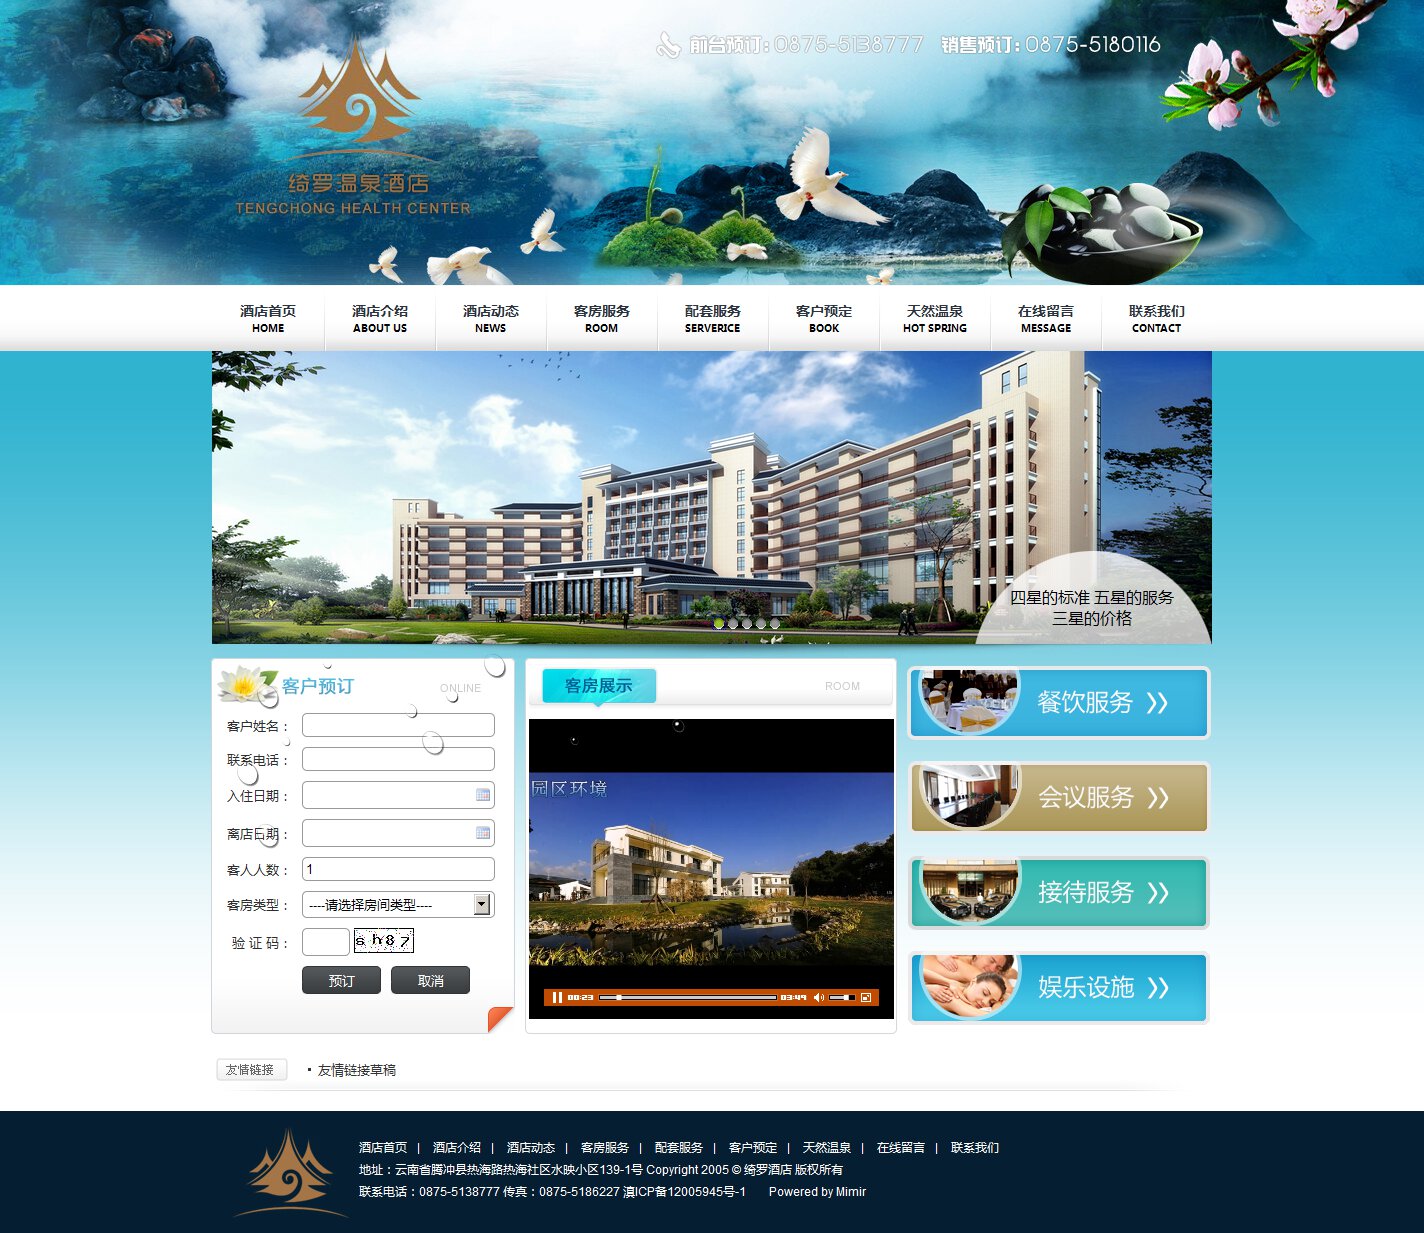 前台预订:0875-5138777 销售预订:0875-5180116
绮罗温泉酒店
TENGCHONG HEALTH CENTER
酒店首页 酒店介绍 酒店动态 客房服务 配套服务 客户预定 天然温泉 在线留言 联系我们
HOME ABOUT US NEWS ROOM SERVERICE BOOK HOT SPRING MESSAGE CONTACT
四星的标准 五星的服务
三星的价格
客户预订 ONLINE
客户姓名：
联系电话：
入住日期：
离店日期：
客人人数： 1
客房类型： ----请选择房间类型----
验 证 码： sh87
预订 取消
客房展示 ROOM
园区环境
00:23 03:49
餐饮服务
会议服务
接待服务
娱乐设施
友情链接 · 友情链接草稿
酒店首页 | 酒店介绍 | 酒店动态 | 客房服务 | 配套服务 | 客户预定 | 天然温泉 | 在线留言 | 联系我们
地址：云南省腾冲县热海路热海社区水映小区139-1号 Copyright 2005 © 绮罗酒店 版权所有
联系电话：0875-5138777 传真：0875-5186227 滇ICP备12005945号-1 Powered by Mimir